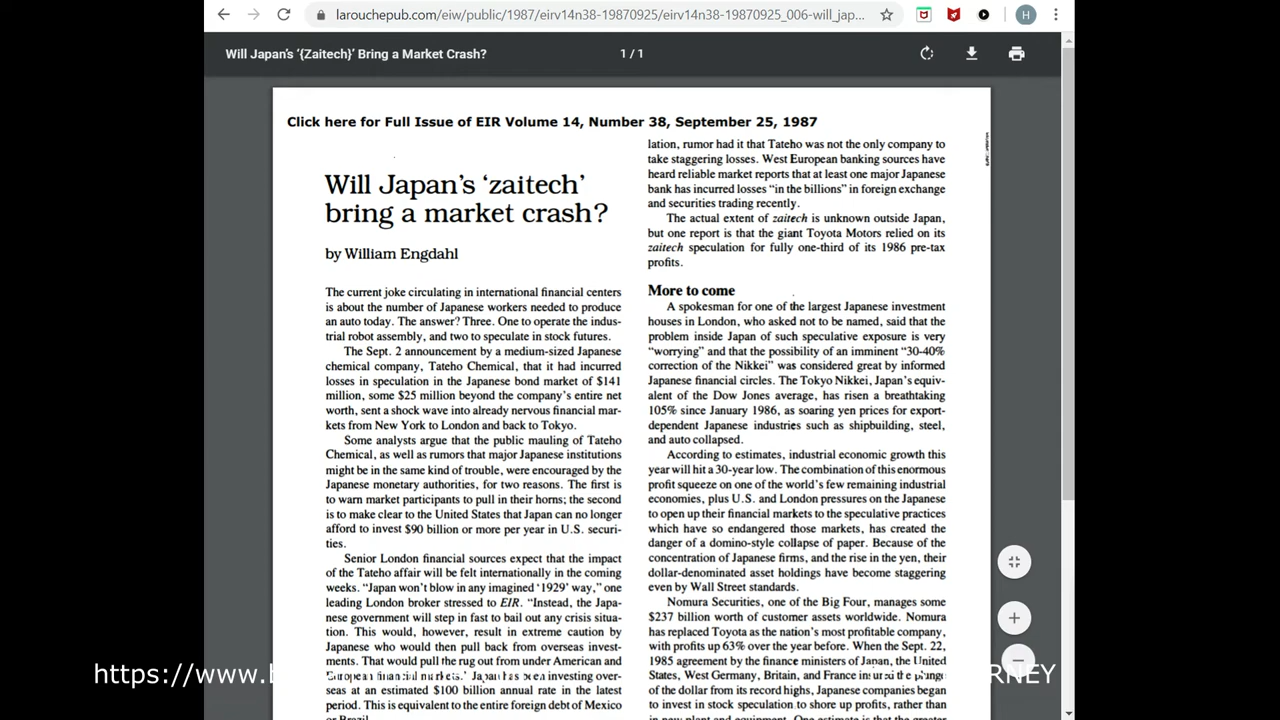 larouchepub.com/eiw/public/1987/eirv14n38-19870925/eirv14n38-19870925_006-will_jap...
H
Will Japan's '{Zaitech}' Bring a Market Crash?
1 / 1
Click here for Full Issue of EIR Volume 14, Number 38, September 25, 1987
Will Japan's 'zaitech'
bring a market crash?
by William Engdahl
The current joke circulating in international financial centers
is about the number of Japanese workers needed to produce
an auto today. The answer? Three. One to operate the indus-
trial robot assembly, and two to speculate in stock futures.
The Sept. 2 announcement by a medium-sized Japanese
chemical company, Tateho Chemical, that it had incurred
losses in speculation in the Japanese bond market of $141
million, some $25 million beyond the company's entire net
worth, sent a shock wave into already nervous financial mar-
kets from New York to London and back to Tokyo.
Some analysts argue that the public mauling of Tateho
Chemical, as well as rumors that major Japanese institutions
might be in the same kind of trouble, were encouraged by the
Japanese monetary authorities, for two reasons. The first is
to warn market participants to pull in their horns; the second
is to make clear to the United States that Japan can no longer
afford to invest $90 billion or more per year in U.S. securi-
ties.
Senior London financial sources expect that the impact
of the Tateho affair will be felt internationally in the coming
weeks. "Japan won't blow in any imagined '1929' way," one
leading London broker stressed to EIR. "Instead, the Japa-
nese government will step in fast to bail out any crisis situa-
tion. This would, however, result in extreme caution by
Japanese who would then pull back from overseas invest-
ments. That would pull the rug out from under American and
European financial markets." Japan has been investing over-
seas at an estimated $100 billion annual rate in the latest
period. This is equivalent to the entire foreign debt of Mexico
or Brazil.
lation, rumor had it that Tateho was not the only company to
take staggering losses. West European banking sources have
heard reliable market reports that at least one major Japanese
bank has incurred losses "in the billions" in foreign exchange
and securities trading recently.
The actual extent of zaitech is unknown outside Japan,
but one report is that the giant Toyota Motors relied on its
zaitech speculation for fully one-third of its 1986 pre-tax
profits.
More to come
A spokesman for one of the largest Japanese investment
houses in London, who asked not to be named, said that the
problem inside Japan of such speculative exposure is very
"worrying" and that the possibility of an imminent "30-40%
correction of the Nikkei" was considered great by informed
Japanese financial circles. The Tokyo Nikkei, Japan's equiv-
alent of the Dow Jones average, has risen a breathtaking
105% since January 1986, as soaring yen prices for export-
dependent Japanese industries such as shipbuilding, steel,
and auto collapsed.
According to estimates, industrial economic growth this
year will hit a 30-year low. The combination of this enormous
profit squeeze on one of the world's few remaining industrial
economies, plus U.S. and London pressures on the Japanese
to open up their financial markets to the speculative practices
which have so endangered those markets, has created the
danger of a domino-style collapse of paper. Because of the
concentration of Japanese firms, and the rise in the yen, their
dollar-denominated asset holdings have become staggering
even by Wall Street standards.
Nomura Securities, one of the Big Four, manages some
$237 billion worth of customer assets worldwide. Nomura
has replaced Toyota as the nation's most profitable company,
with profits up 63% over the year before. When the Sept. 22,
1985 agreement by the finance ministers of Japan, the United
States, West Germany, Britain, and France insured the plunge
of the dollar from its record highs, Japanese companies began
to invest in stock speculation to shore up profits, rather than
in new plant and equipment. One estimate is that the greater
https://www.